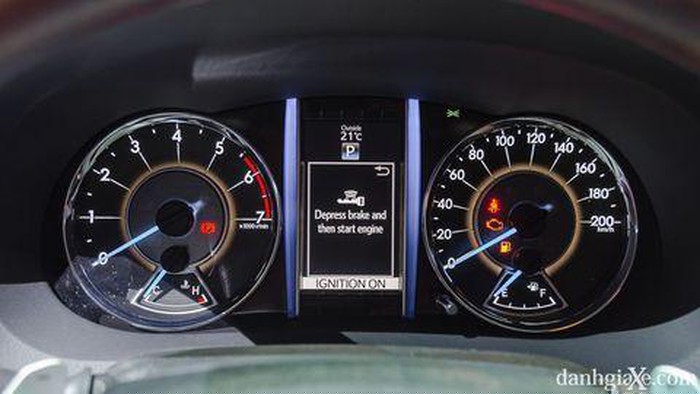 0
1
2
3
4
5
6
7
x1000r/min
C H
Outside
21°C
P
Depress brake and
then start engine
IGNITION ON
0
20
40
60
80
100
120
140
160
180
200
km/h
E F
danhgiaXe.com